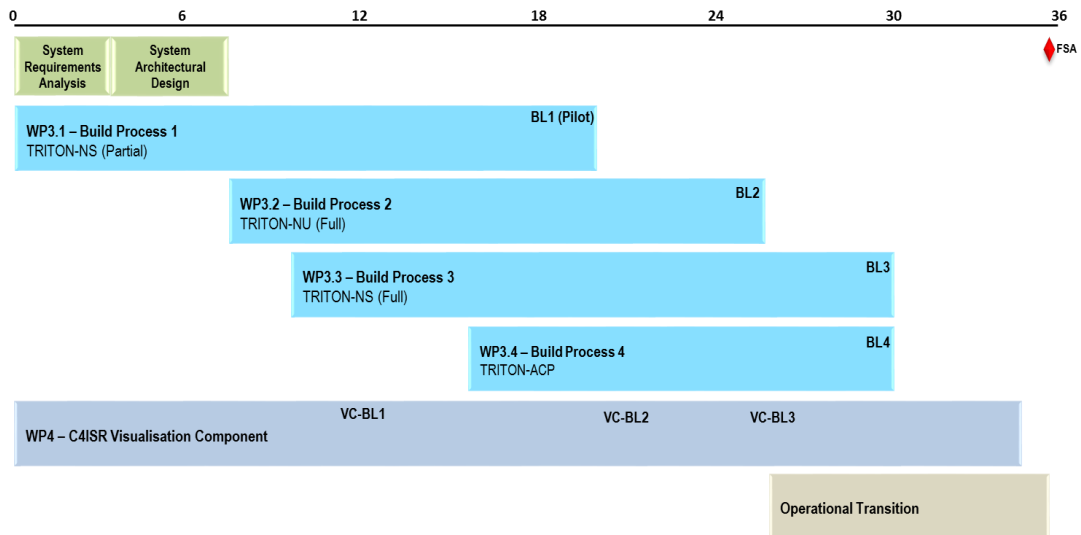 0 6 12 18 24 30 36
System
Requirements
Analysis
System
Architectural
Design
FSA
BL1 (Pilot)
WP3.1 – Build Process 1
TRITON-NS (Partial)
BL2
WP3.2 – Build Process 2
TRITON-NU (Full)
BL3
WP3.3 – Build Process 3
TRITON-NS (Full)
BL4
WP3.4 – Build Process 4
TRITON-ACP
VC-BL1 VC-BL2 VC-BL3
WP4 – C4ISR Visualisation Component
Operational Transition